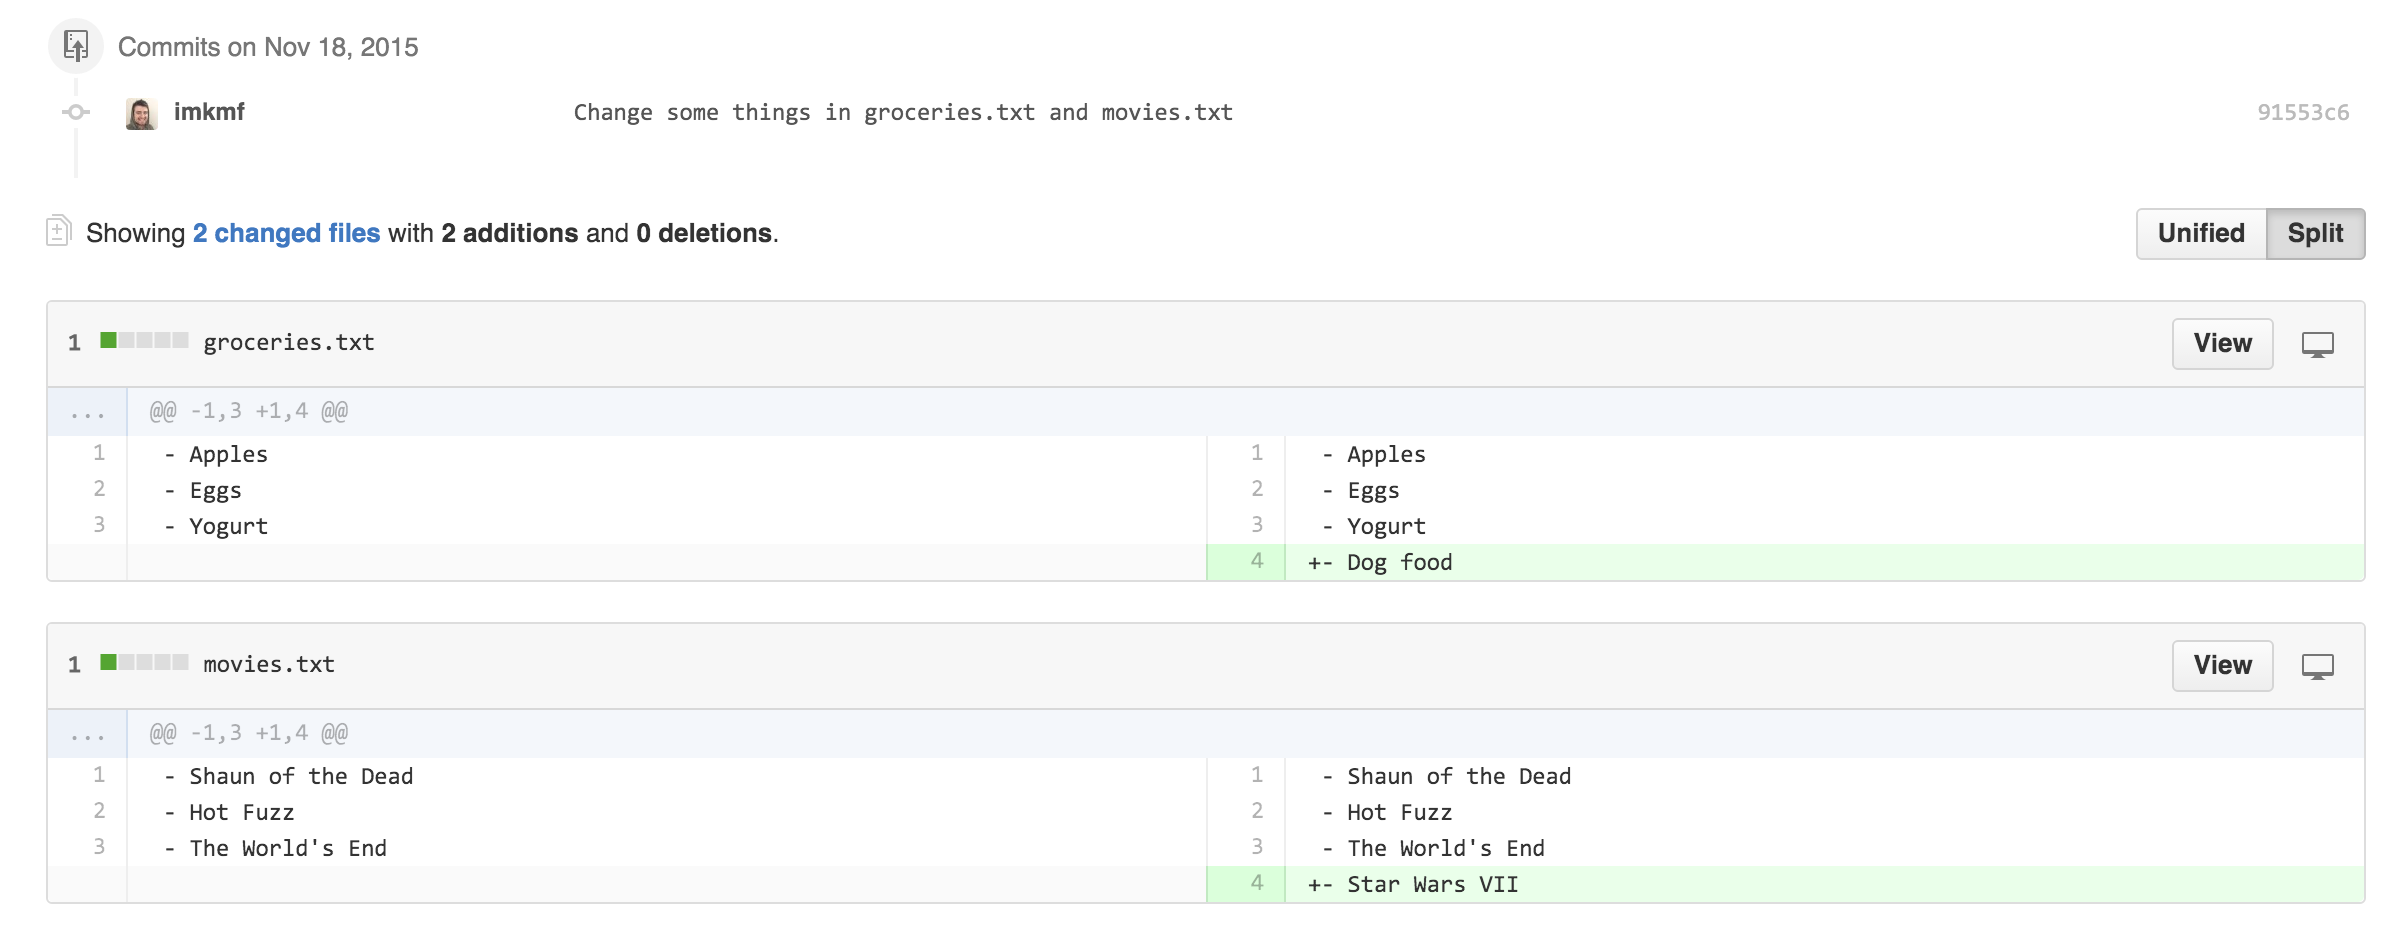 Commits on Nov 18, 2015
imkmf Change some things in groceries.txt and movies.txt 91553c6
Showing 2 changed files with 2 additions and 0 deletions. Unified Split
1 groceries.txt View
... @@ -1,3 +1,4 @@
1 - Apples 1 - Apples
2 - Eggs 2 - Eggs
3 - Yogurt 3 - Yogurt
4 +- Dog food
1 movies.txt View
... @@ -1,3 +1,4 @@
1 - Shaun of the Dead 1 - Shaun of the Dead
2 - Hot Fuzz 2 - Hot Fuzz
3 - The World's End 3 - The World's End
4 +- Star Wars VII